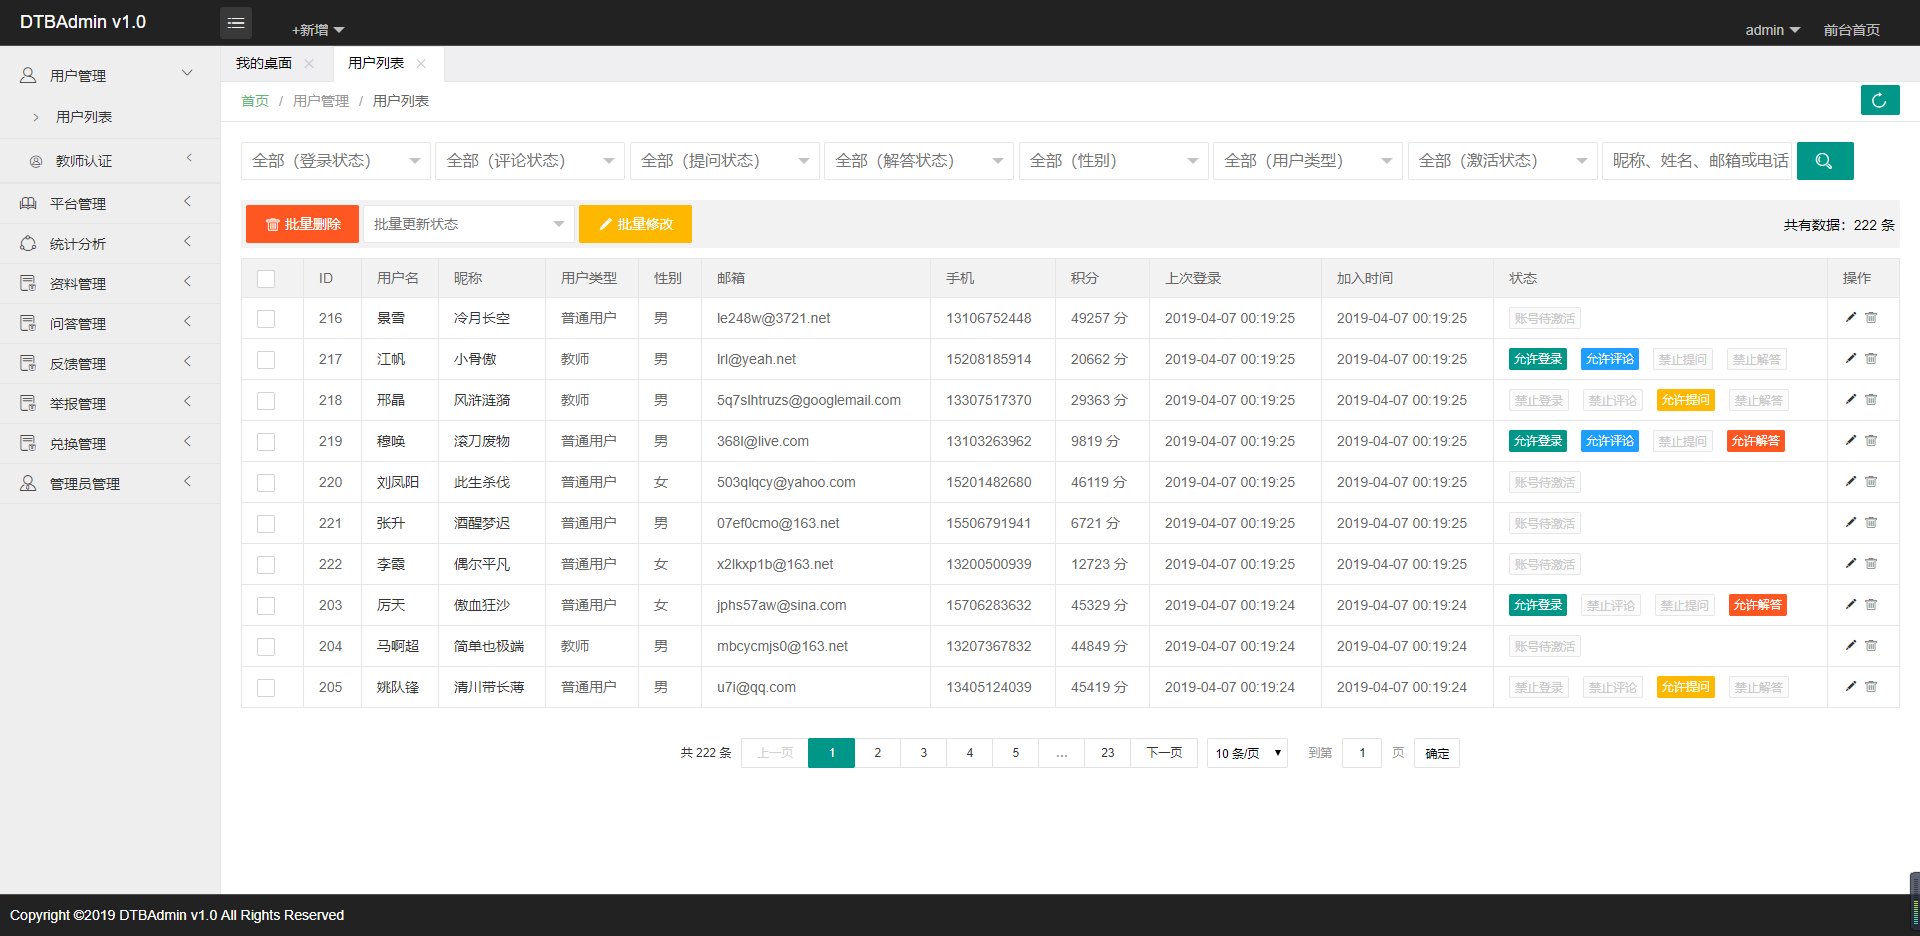 DTBAdmin v1.0
+新增
admin
前台首页
用户管理
用户列表
教师认证
平台管理
统计分析
资料管理
问答管理
反馈管理
举报管理
兑换管理
管理员管理
我的桌面
用户列表
首页 / 用户管理 / 用户列表
全部（登录状态） 全部（评论状态） 全部（提问状态） 全部（解答状态） 全部（性别） 全部（用户类型） 全部（激活状态） 昵称、姓名、邮箱或电话
批量删除 批量更新状态 批量修改 共有数据：222 条
ID 用户名 昵称 用户类型 性别 邮箱 手机 积分 上次登录 加入时间 状态 操作
216 景雪 冷月长空 普通用户 男 le248w@3721.net 13106752448 49257 分 2019-04-07 00:19:25 2019-04-07 00:19:25 账号待激活
217 江帆 小骨傲 教师 男 lrl@yeah.net 15208185914 20662 分 2019-04-07 00:19:25 2019-04-07 00:19:25 允许登录 允许评论 禁止提问 禁止解答
218 邢晶 风浒涟漪 教师 男 5q7slhtruzs@googlemail.com 13307517370 29363 分 2019-04-07 00:19:25 2019-04-07 00:19:25 禁止登录 禁止评论 允许提问 禁止解答
219 穆唤 滚刀废物 普通用户 男 368l@live.com 13103263962 9819 分 2019-04-07 00:19:25 2019-04-07 00:19:25 允许登录 允许评论 禁止提问 允许解答
220 刘凤阳 此生杀伐 普通用户 女 503qlqcy@yahoo.com 15201482680 46119 分 2019-04-07 00:19:25 2019-04-07 00:19:25 账号待激活
221 张升 酒醒梦迟 普通用户 男 07ef0cmo@163.net 15506791941 6721 分 2019-04-07 00:19:25 2019-04-07 00:19:25 账号待激活
222 李霞 偶尔平凡 普通用户 女 x2lkxp1b@163.net 13200500939 12723 分 2019-04-07 00:19:25 2019-04-07 00:19:25 账号待激活
203 厉天 傲血狂沙 普通用户 女 jphs57aw@sina.com 15706283632 45329 分 2019-04-07 00:19:24 2019-04-07 00:19:24 允许登录 禁止评论 禁止提问 允许解答
204 马啊超 简单也极端 教师 男 mbcycmjs0@163.net 13207367832 44849 分 2019-04-07 00:19:24 2019-04-07 00:19:24 账号待激活
205 姚队锋 清川带长薄 普通用户 男 u7i@qq.com 13405124039 45419 分 2019-04-07 00:19:24 2019-04-07 00:19:24 禁止登录 禁止评论 允许提问 禁止解答
共 222 条 上一页 1 2 3 4 5 … 23 下一页 10 条/页 到第 1 页 确定
Copyright ©2019 DTBAdmin v1.0 All Rights Reserved